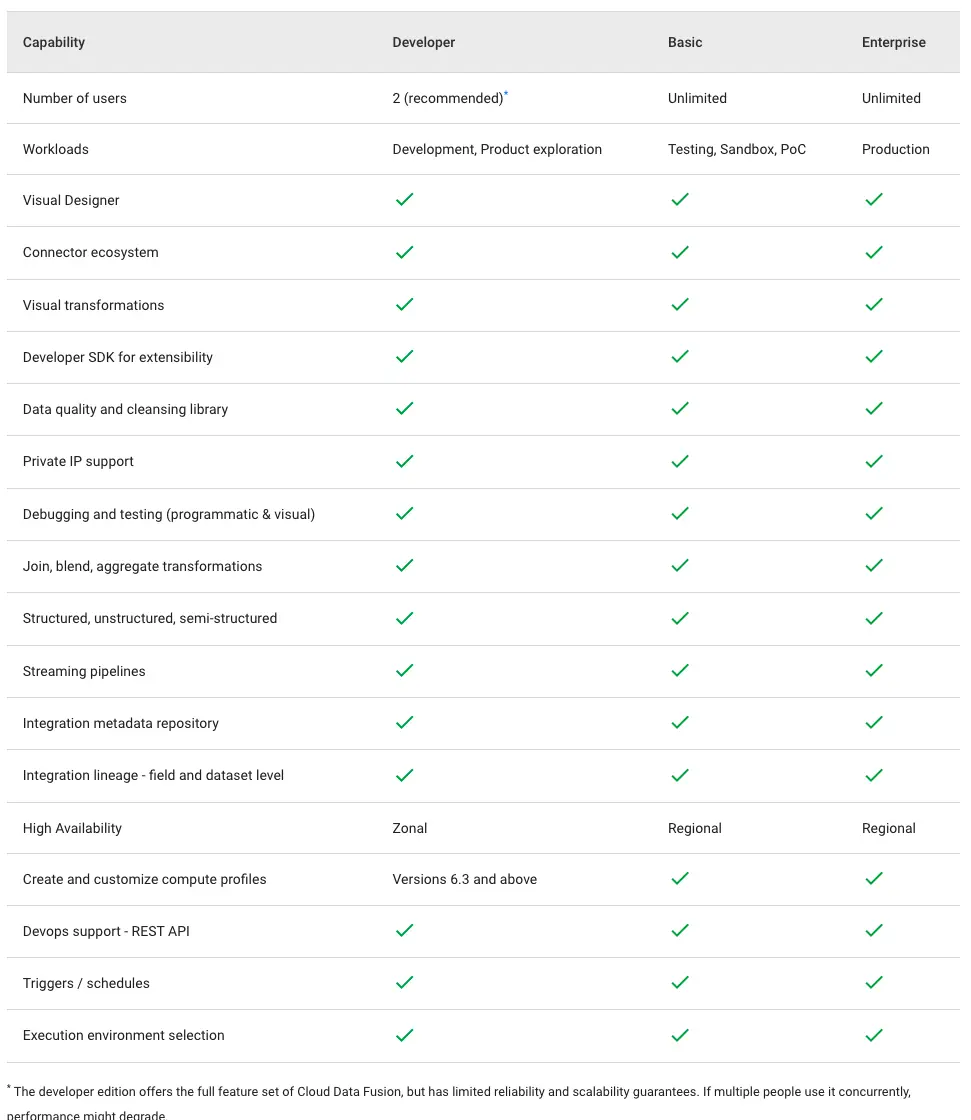 Capability Developer Basic Enterprise
Number of users 2 (recommended)* Unlimited Unlimited
Workloads Development, Product exploration Testing, Sandbox, PoC Production
Visual Designer
Connector ecosystem
Visual transformations
Developer SDK for extensibility
Data quality and cleansing library
Private IP support
Debugging and testing (programmatic & visual)
Join, blend, aggregate transformations
Structured, unstructured, semi-structured
Streaming pipelines
Integration metadata repository
Integration lineage - field and dataset level
High Availability Zonal Regional Regional
Create and customize compute profiles Versions 6.3 and above
Devops support - REST API
Triggers / schedules
Execution environment selection
* The developer edition offers the full feature set of Cloud Data Fusion, but has limited reliability and scalability guarantees. If multiple people use it concurrently,
performance might degrade.